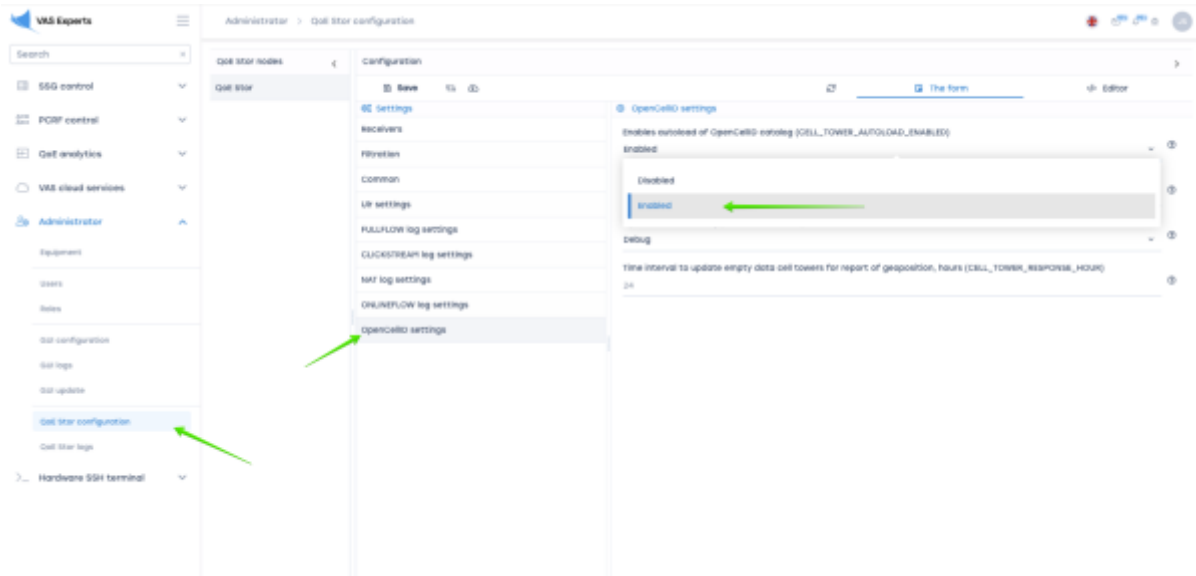 VAS Experts
Administrator > QoE Stor configuration
Search
SSG control
PCRF control
QoE analytics
VAS cloud services
Administrator
Equipment
Users
Roles
GUI configuration
GUI logs
GUI update
QoE Stor configuration
QoE Stor logs
Hardware SSH terminal
QoE Stor nodes
QoE Stor
Configuration
Save
The form
Editor
Settings
Receivers
Filtration
Common
Ulr settings
FULLFLOW log settings
CLICKSTREAM log settings
NAT log settings
ONLINEFLOW log settings
OpenCellID settings
OpenCellID settings
Enables autoload of OpenCellID catalog (CELL_TOWER_AUTOLOAD_ENABLED)
Enabled
Disabled
Enabled
Debug
Time interval to update empty data cell towers for report of geoposition, hours (CELL_TOWER_RESPONSE_HOUR)
24